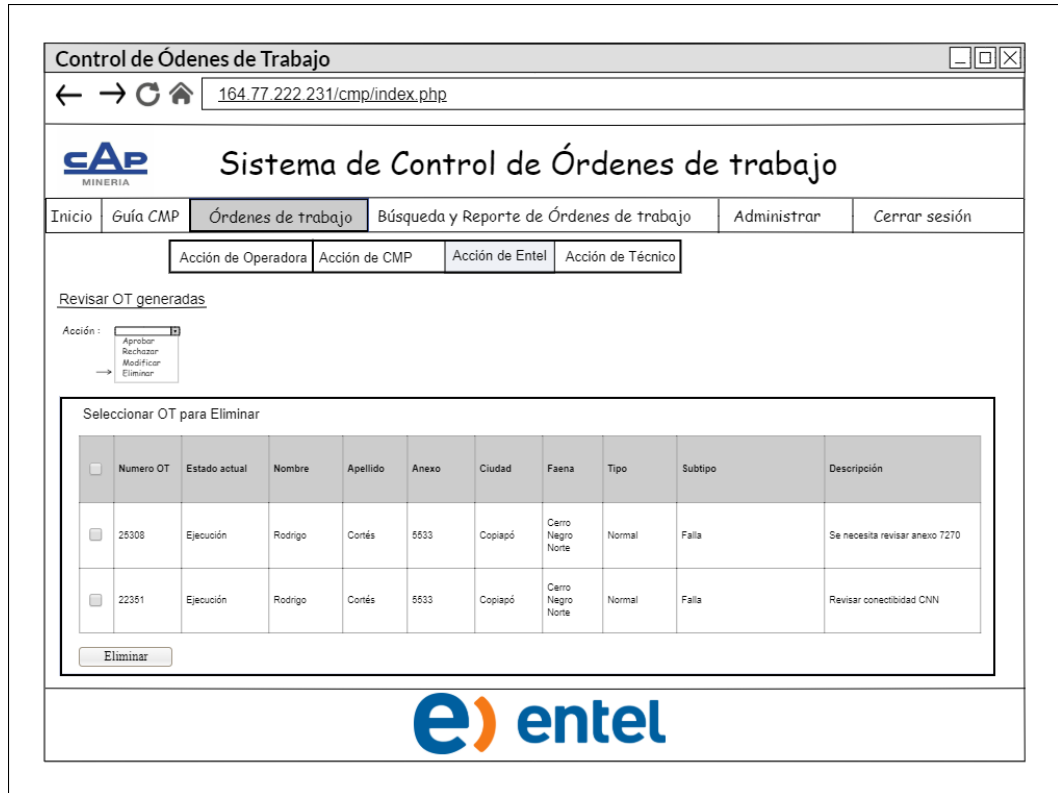 Control de Ódenes de Trabajo
164.77.222.231/cmp/index.php
CAP
MINERIA
Sistema de Control de Órdenes de trabajo
Inicio Guía CMP Órdenes de trabajo Búsqueda y Reporte de Órdenes de trabajo Administrar Cerrar sesión
Acción de Operadora Acción de CMP Acción de Entel Acción de Técnico
Revisar OT generadas
Acción :
Aprobar
Rechazar
Modificar
Eliminar
Seleccionar OT para Eliminar
Numero OT Estado actual Nombre Apellido Anexo Ciudad Faena Tipo Subtipo Descripción
25308 Ejecución Rodrigo Cortés 5533 Copiapó Cerro Negro Norte Normal Falla Se necesita revisar anexo 7270
22351 Ejecución Rodrigo Cortés 5533 Copiapó Cerro Negro Norte Normal Falla Revisar conectibidad CNN
Eliminar
e) entel